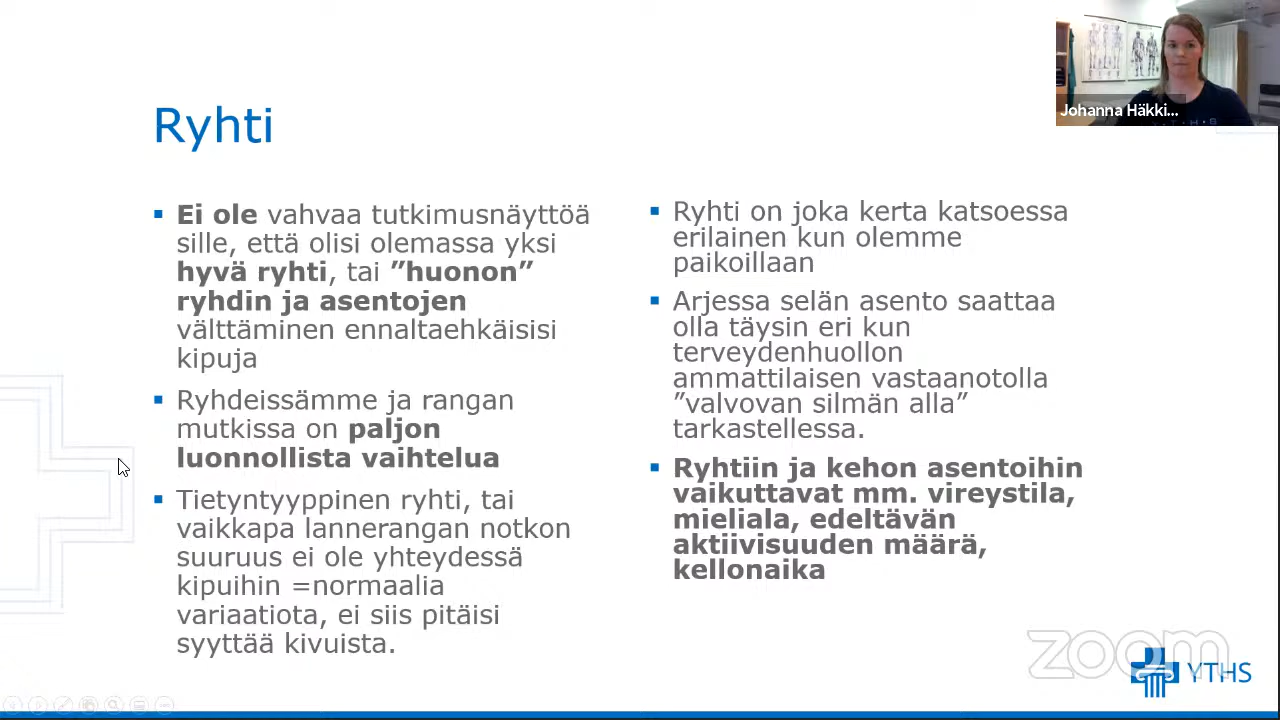 Johanna Häkki...
Ryhti
Ei ole vahvaa tutkimusnäyttöä
sille, että olisi olemassa yksi
hyvä ryhti, tai ”huonon”
ryhdin ja asentojen
välttäminen ennaltaehkäisisi
kipuja
Ryhdeissämme ja rangan
mutkissa on paljon
luonnollista vaihtelua
Tietyntyyppinen ryhti, tai
vaikkapa lannerangan notkon
suuruus ei ole yhteydessä
kipuihin =normaalia
variaatiota, ei siis pitäisi
syyttää kivuista.
Ryhti on joka kerta katsoessa
erilainen kun olemme
paikoillaan
Arjessa selän asento saattaa
olla täysin eri kun
terveydenhuollon
ammattilaisen vastaanotolla
”valvovan silmän alla”
tarkastellessa.
Ryhtiin ja kehon asentoihin
vaikuttavat mm. vireystila,
mieliala, edeltävän
aktiivisuuden määrä,
kellonaika
zoom
YTHS